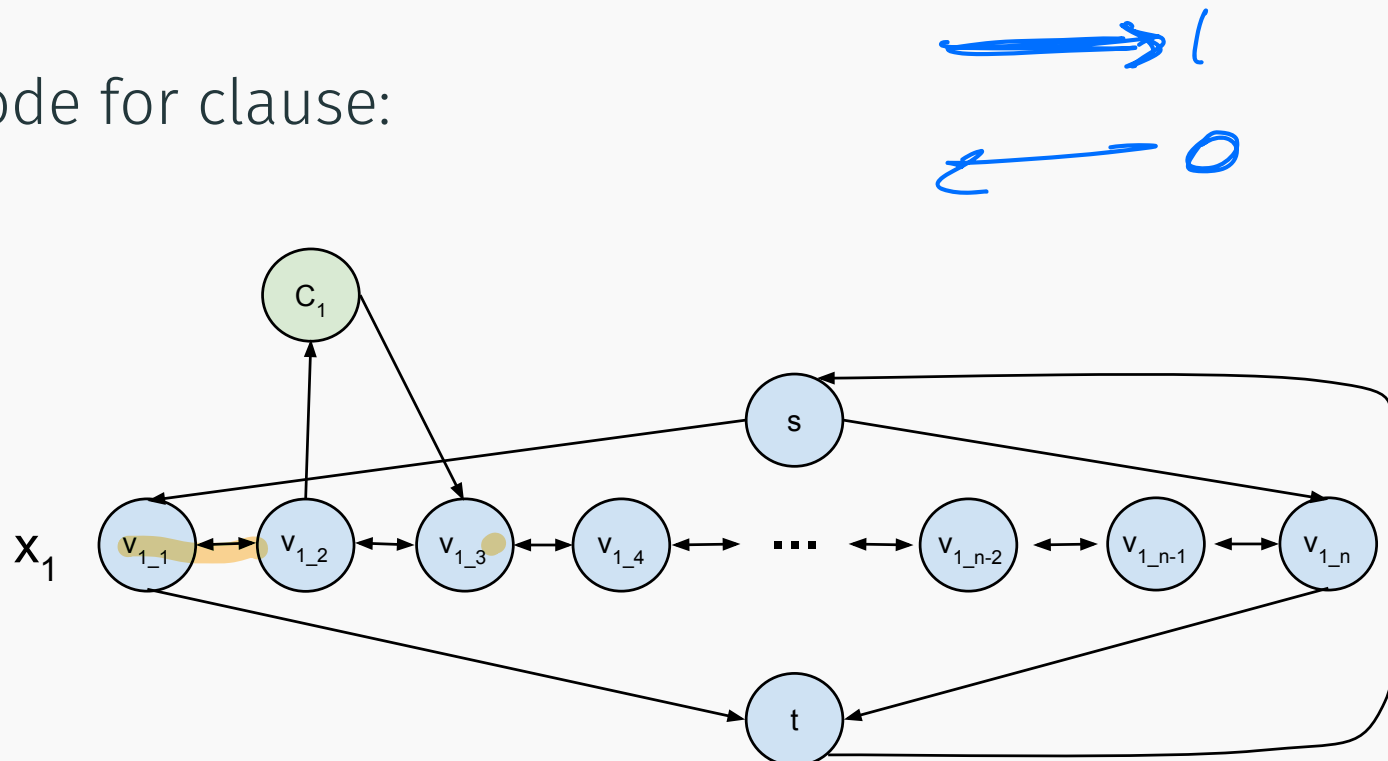 ode for clause:
1
0
C₁
s
x₁ v₁_₁ v₁_₂ v₁_₃ v₁_₄ ... v₁_n-2 v₁_n-1 v₁_n
t